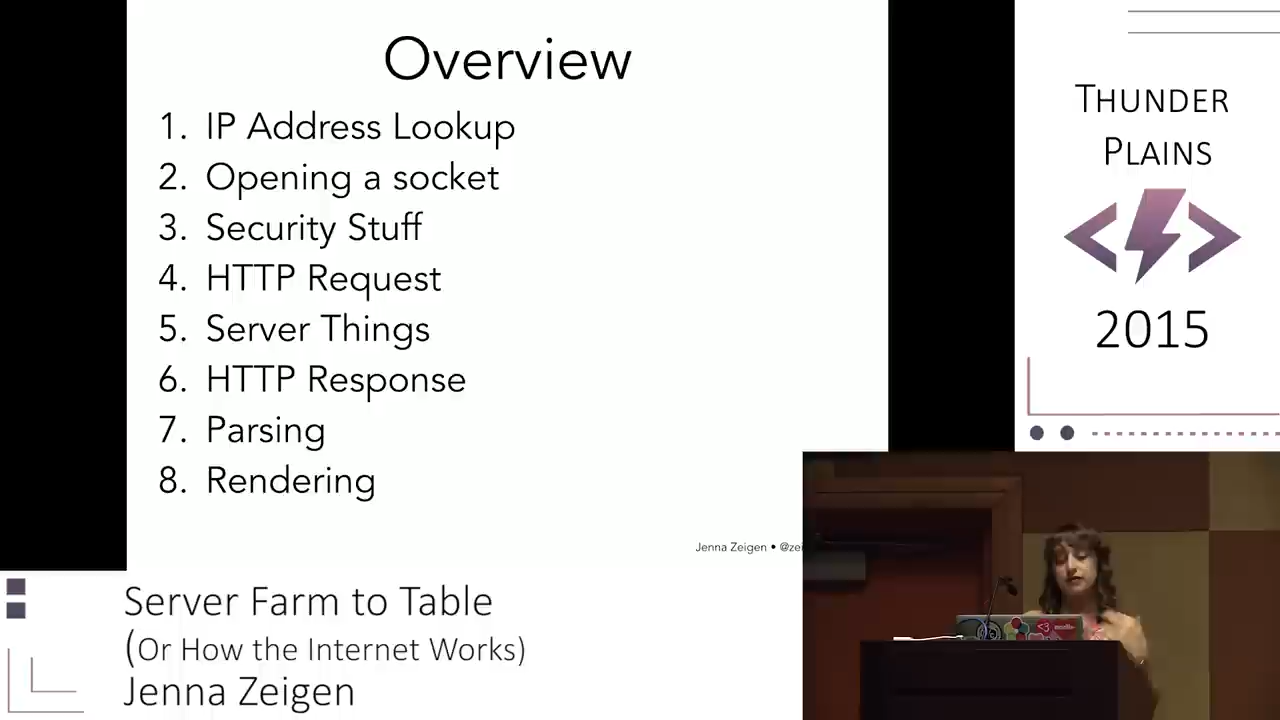 Overview
1. IP Address Lookup
2. Opening a socket
3. Security Stuff
4. HTTP Request
5. Server Things
6. HTTP Response
7. Parsing
8. Rendering
Jenna Zeigen • @zei
THUNDER
PLAINS
2015
Server Farm to Table
(Or How the Internet Works)
Jenna Zeigen